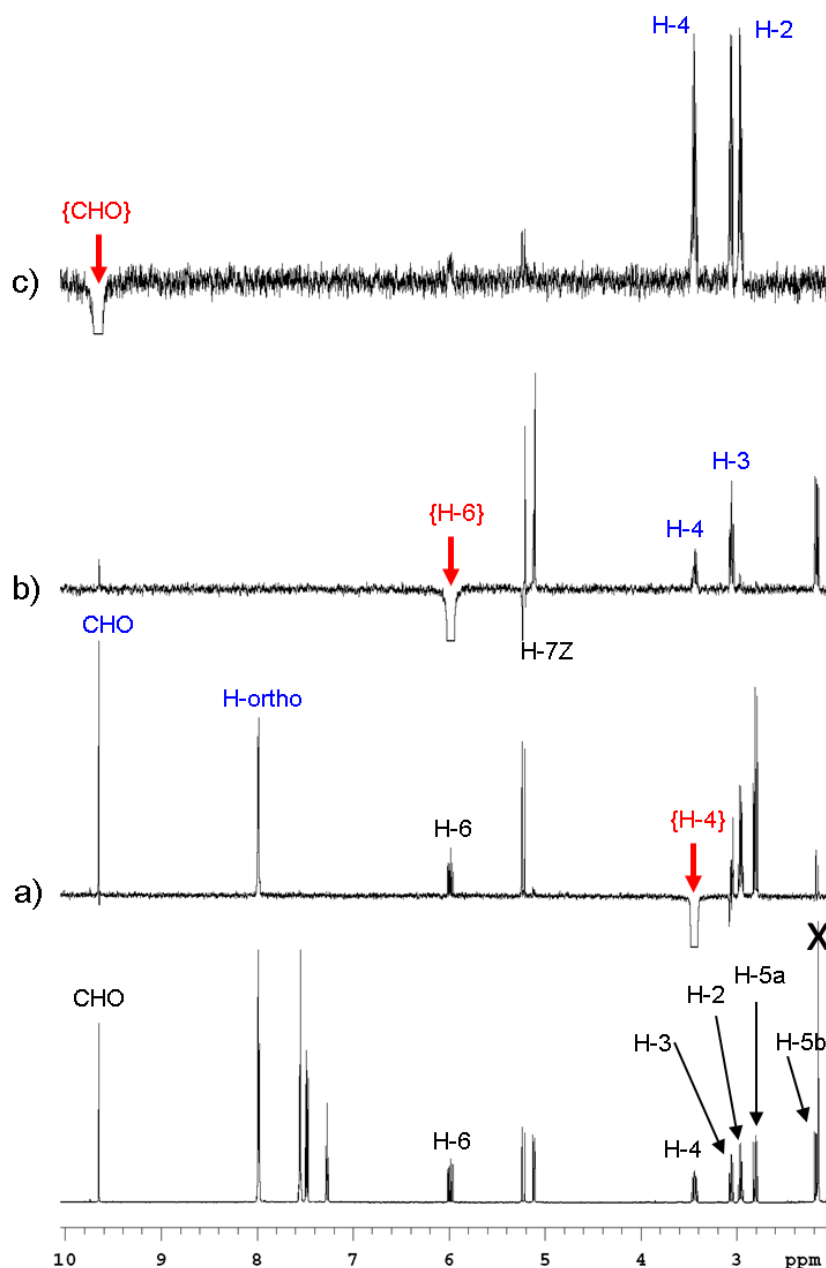 H-4
H-2
{CHO}
c)
H-3
{H-6}
H-4
b)
CHO
H-7Z
H-ortho
{H-4}
H-6
a)
X
H-5a
CHO
H-2
H-3
H-5b
H-6
H-4
10 9 8 7 6 5 4 3 ppm